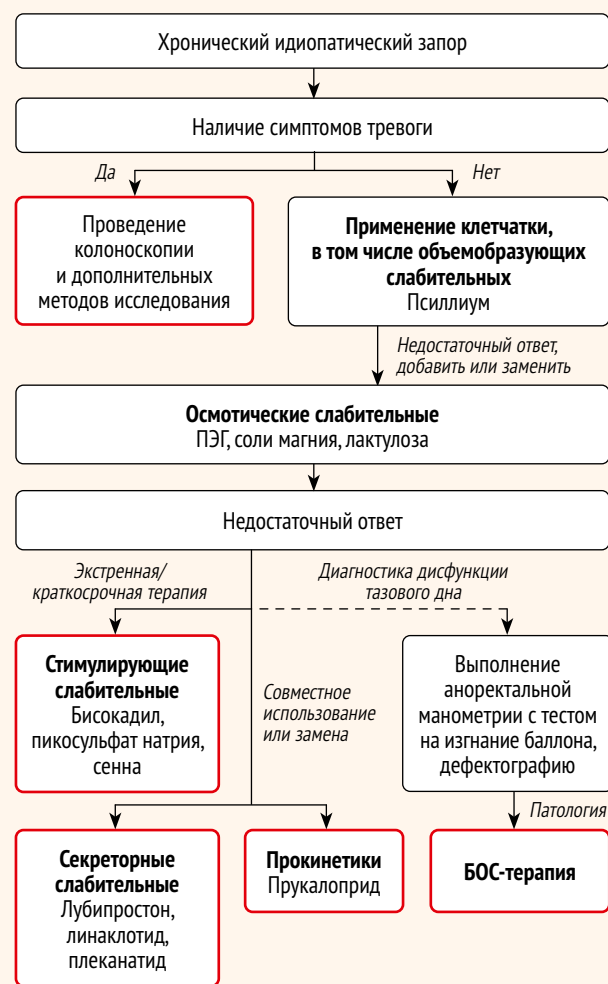 Хронический идиопатический запор
Наличие симптомов тревоги
Да
Нет
Проведение
колоноскопии
и дополнительных
методов исследования
Применение клетчатки,
в том числе объемобразующих
слабительных
Псиллиум
Недостаточный ответ,
добавить или заменить
Осмотические слабительные
ПЭГ, соли магния, лактулоза
Недостаточный ответ
Экстренная/
краткосрочная терапия
Диагностика дисфункции
тазового дна
Стимулирующие
слабительные
Бисокадил,
пикосульфат натрия,
сенна
Совместное
использование
или замена
Выполнение
аноректальной
манометрии с тестом
на изгнание баллона,
дефектографию
Патология
Секреторные
слабительные
Лубипростон,
линаклотид,
плеканатид
Прокинетики
Прукалоприд
БОС-терапия